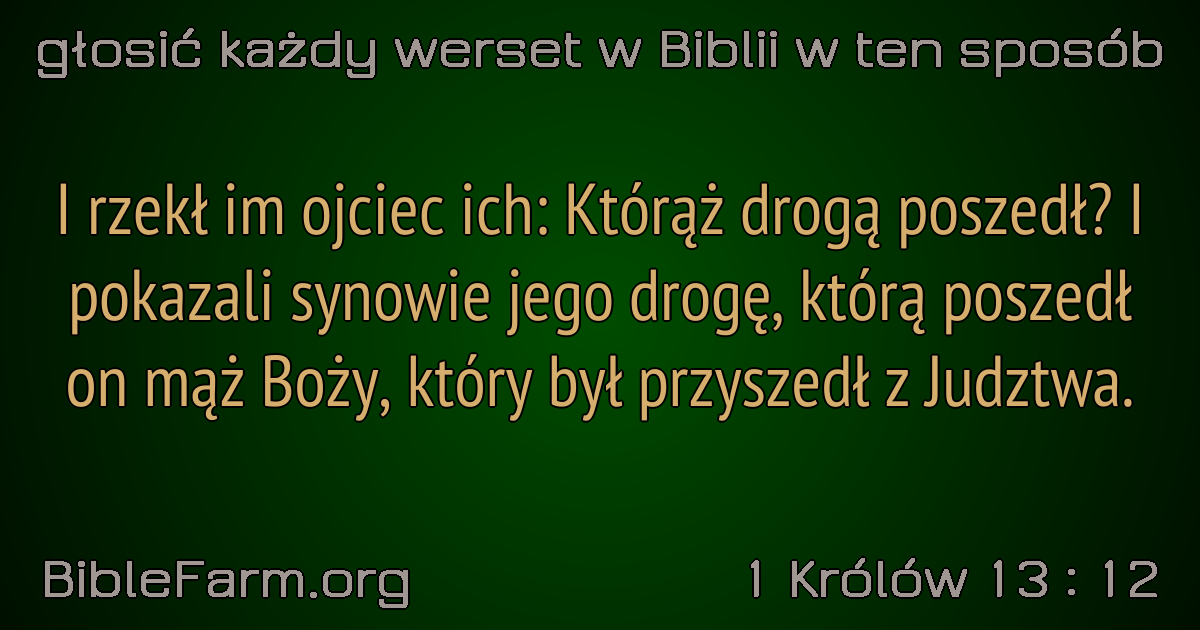 głosić każdy werset w Biblii w ten sposób
I rzekł im ojciec ich: Którąż drogą poszedł? I
pokazali synowie jego drogę, którą poszedł
on mąż Boży, który był przyszedł z Judztwa.
BibleFarm.org
1 Królów 13 : 12